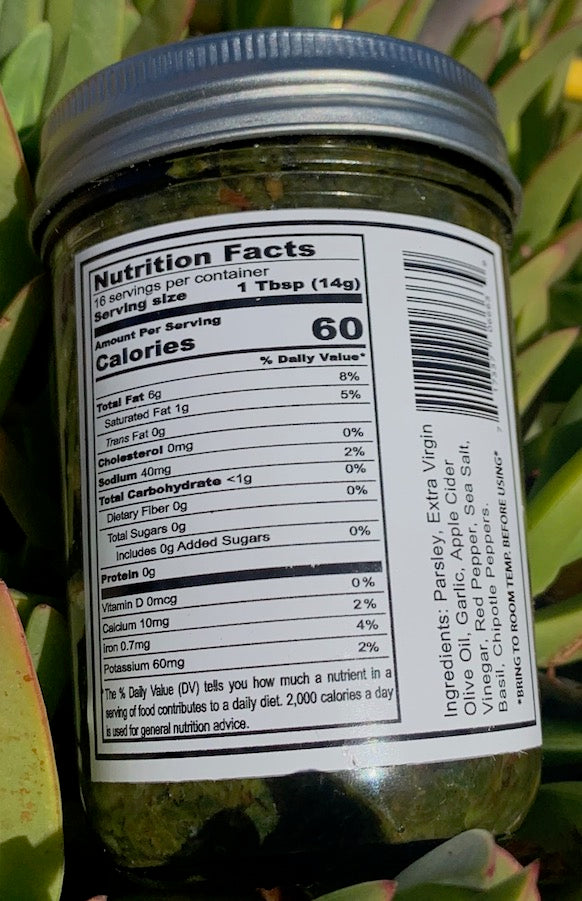 Nutrition Facts
16 servings per container
Serving size 1 Tbsp (14g)
Amount Per Serving
Calories 60
% Daily Value*
Total Fat 6g 8%
Saturated Fat 1g 5%
Trans Fat 0g
Cholesterol 0mg 0%
Sodium 40mg 2%
Total Carbohydrate <1g 0%
Dietary Fiber 0g 0%
Total Sugars 0g
Includes 0g Added Sugars 0%
Protein 0g
Vitamin D 0mcg 0%
Calcium 10mg 2%
Iron 0.7mg 4%
Potassium 60mg 2%
*The % Daily Value (DV) tells you how much a nutrient in a
serving of food contributes to a daily diet. 2,000 calories a day
is used for general nutrition advice.
Ingredients: Parsley, Extra Virgin
Olive Oil, Garlic, Apple Cider
Vinegar, Red Pepper, Sea Salt,
Basil, Chipotle Peppers.
*BRING TO ROOM TEMP. BEFORE USING*